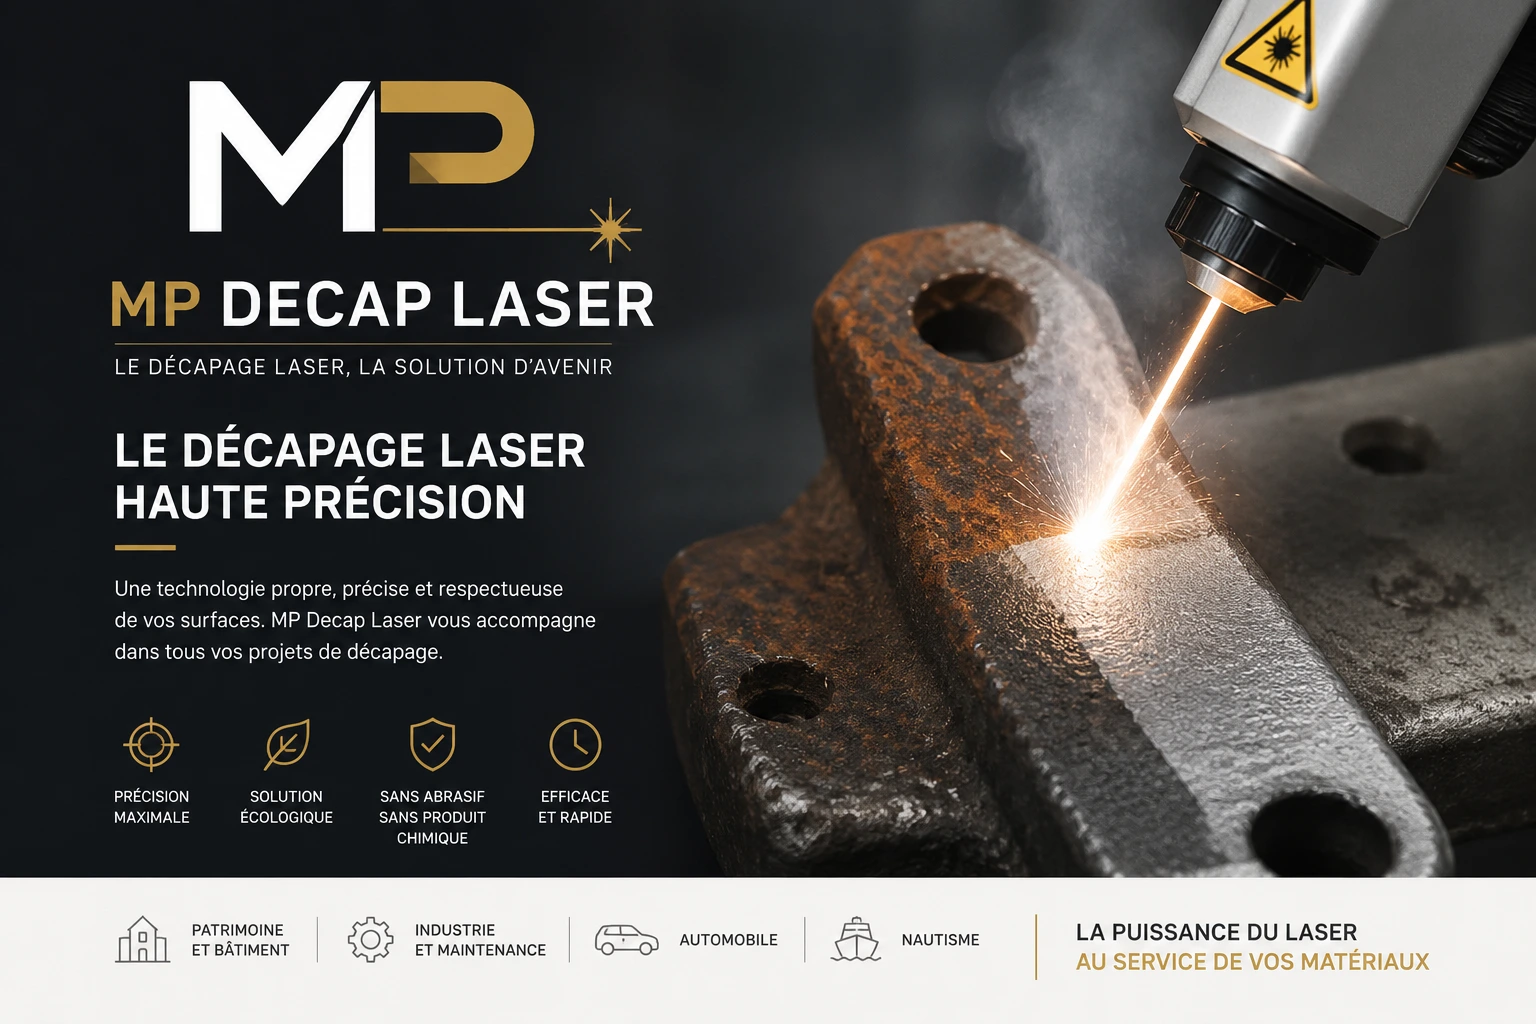 MP
MP DECAP LASER
LE DÉCAPAGE LASER, LA SOLUTION D'AVENIR
LE DÉCAPAGE LASER
HAUTE PRÉCISION
Une technologie propre, précise et respectueuse
de vos surfaces. MP Decap Laser vous accompagne
dans tous vos projets de décapage.
PRÉCISION
MAXIMALE
SOLUTION
ÉCOLOGIQUE
SANS ABRASIF
SANS PRODUIT
CHIMIQUE
EFFICACE
ET RAPIDE
PATRIMOINE
ET BÂTIMENT
INDUSTRIE
ET MAINTENANCE
AUTOMOBILE
NAUTISME
LA PUISSANCE DU LASER
AU SERVICE DE VOS MATÉRIAUX